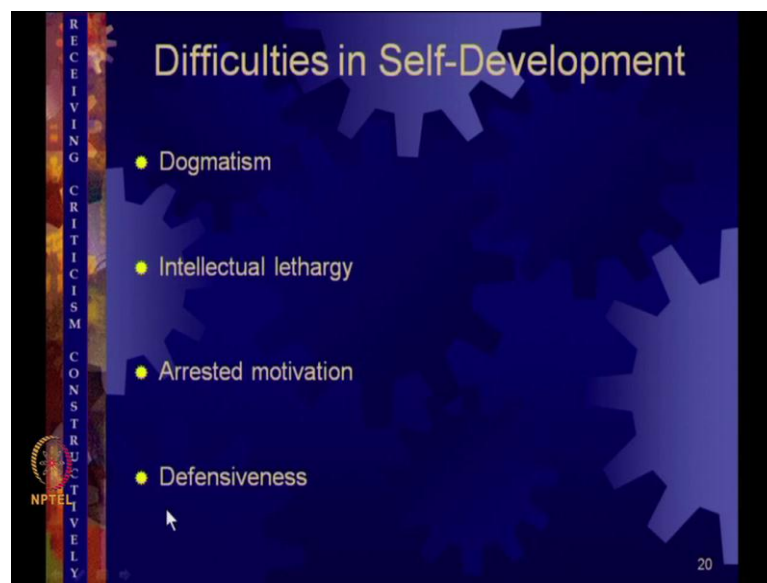 RECEIVING CRITICISM CONSTRUCTIVELY
Difficulties in Self-Development
Dogmatism
Intellectual lethargy
Arrested motivation
Defensiveness
NPTEL
20